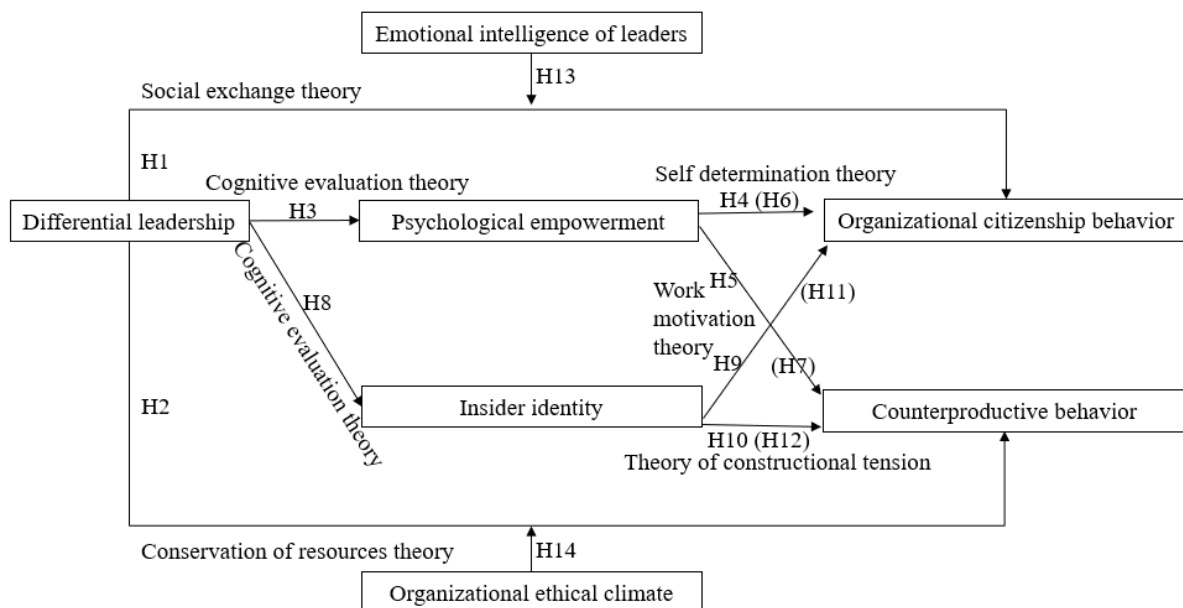 Emotional intelligence of leaders
H13
Social exchange theory
H1
Cognitive evaluation theory
Self determination theory
H3
H4 (H6)
Differential leadership
Psychological empowerment
Organizational citizenship behavior
Cognitive evaluation theory
H8
H5
Work
motivation
theory
(H11)
H9
(H7)
H2
Insider identity
Counterproductive behavior
H10 (H12)
Theory of constructional tension
Conservation of resources theory
H14
Organizational ethical climate